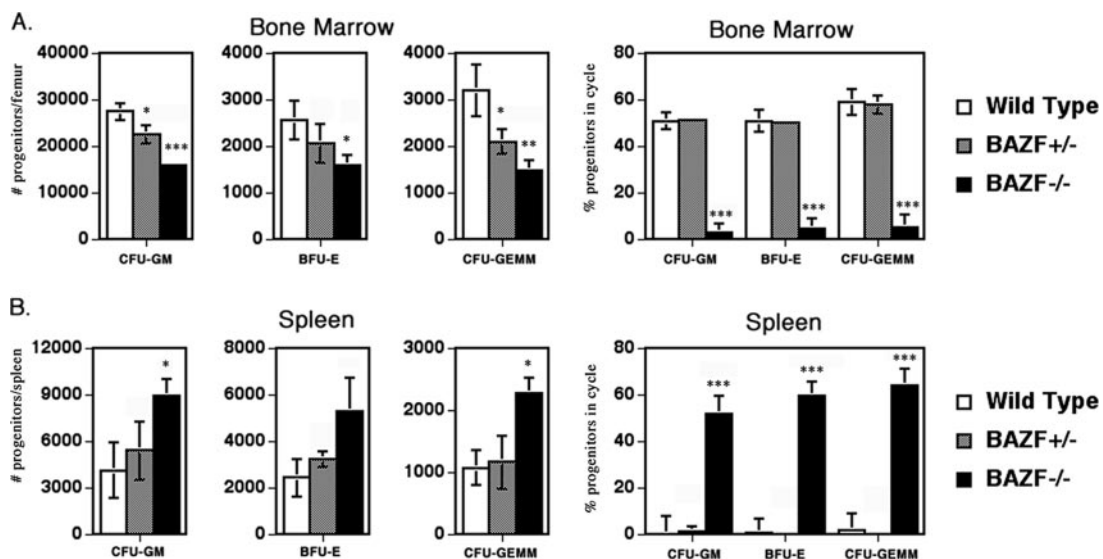 A.
Bone Marrow
Bone Marrow
# progenitors/femur
40000
30000
20000
10000
0
*
***
CFU-GM
4000
3000
2000
1000
0
*
BFU-E
4000
3000
2000
1000
0
*
**
CFU-GEMM
% progenitors in cycle
80
60
40
20
0
***
***
***
CFU-GM
BFU-E
CFU-GEMM
Wild Type
BAZF+/-
BAZF-/-
B.
Spleen
Spleen
# progenitors/spleen
12000
9000
6000
3000
0
*
CFU-GM
8000
6000
4000
2000
0
BFU-E
3000
2000
1000
0
*
CFU-GEMM
% progenitors in cycle
80
60
40
20
0
***
***
***
CFU-GM
BFU-E
CFU-GEMM
Wild Type
BAZF+/-
BAZF-/-